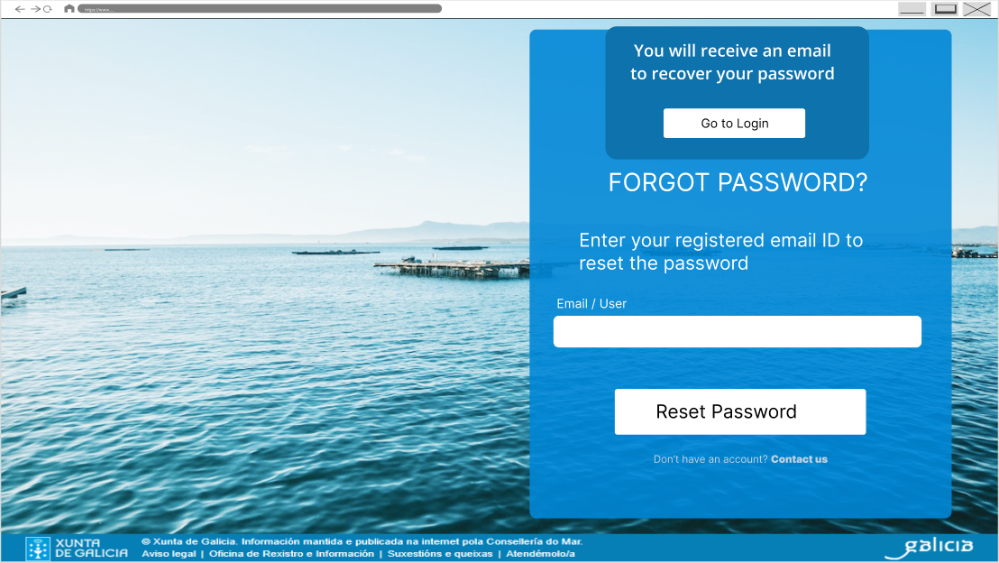 https://www....
You will receive an email
to recover your password
Go to Login
FORGOT PASSWORD?
Enter your registered email ID to
reset the password
Email / User
Reset Password
Don't have an account? Contact us
XUNTA
DE GALICIA
© Xunta de Galicia. Información mantida e publicada na internet pola Consellería do Mar.
Aviso legal | Oficina de Rexistro e Información | Suxestións e queixas | Atendémolo/a
galicia